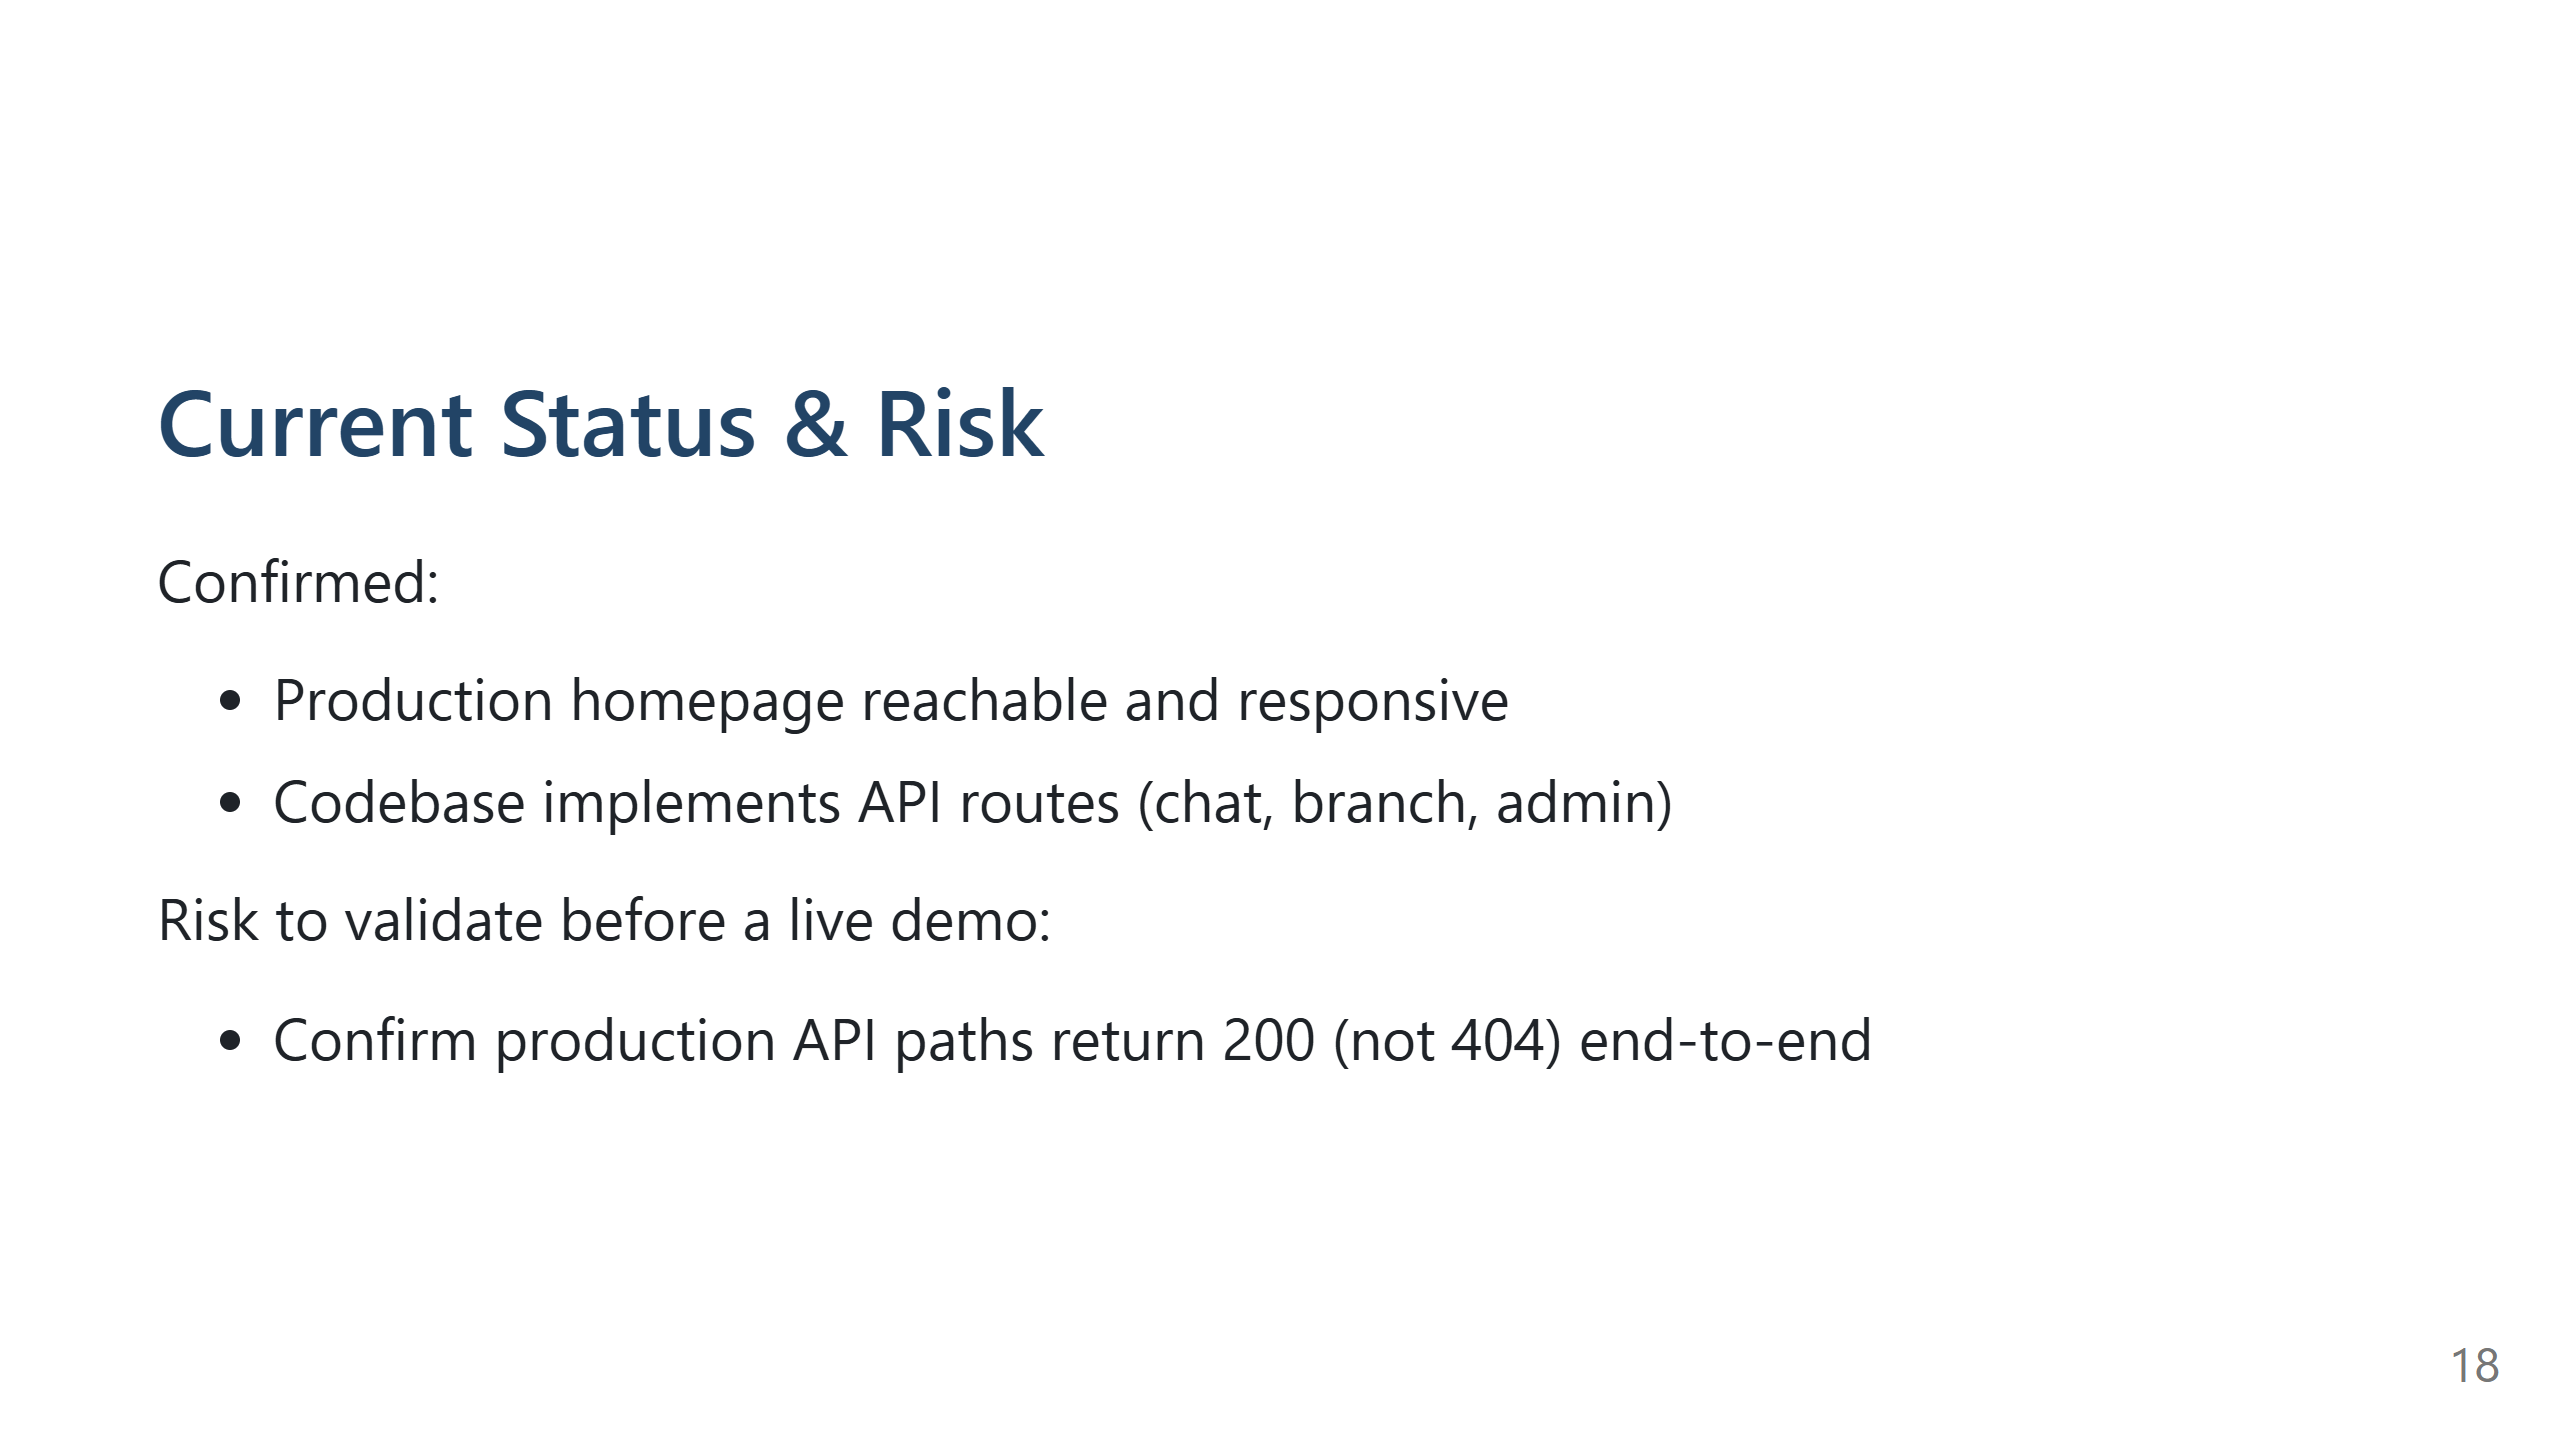 Current Status & Risk
Confirmed:
• Production homepage reachable and responsive
• Codebase implements API routes (chat, branch, admin)
Risk to validate before a live demo:
• Confirm production API paths return 200 (not 404) end-to-end
18